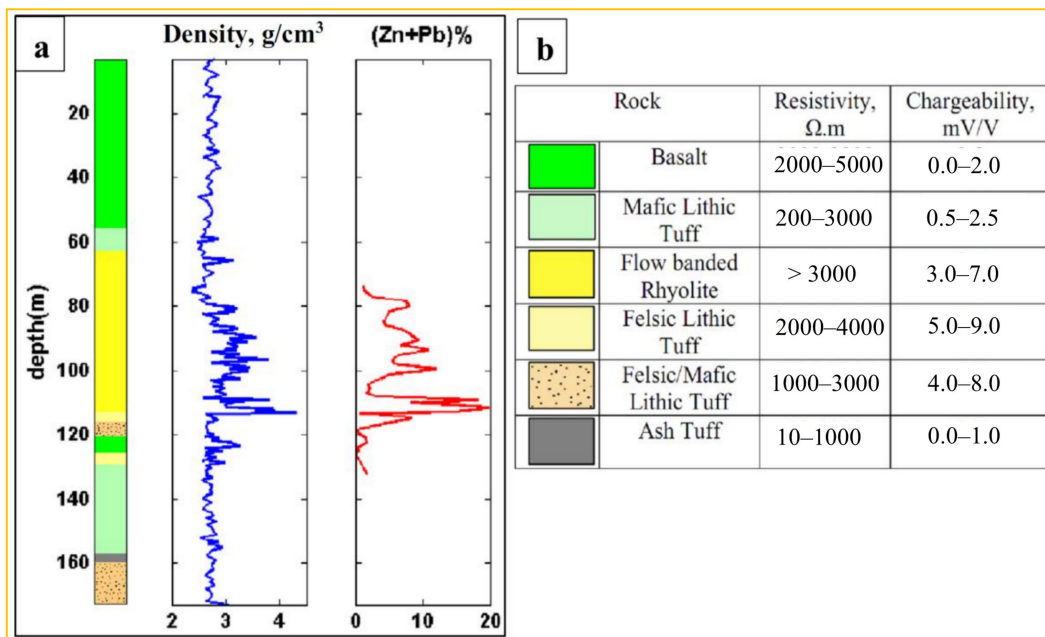 a
Density, g/cm³
(Zn+Pb)%
depth(m)
20
40
60
80
100
120
140
160
2 3 4
0 10 20
b
Rock
Resistivity,
Ω.m
Chargeability,
mV/V
Basalt
2000–5000
0.0–2.0
Mafic Lithic
Tuff
200–3000
0.5–2.5
Flow banded
Rhyolite
> 3000
3.0–7.0
Felsic Lithic
Tuff
2000–4000
5.0–9.0
Felsic/Mafic
Lithic Tuff
1000–3000
4.0–8.0
Ash Tuff
10–1000
0.0–1.0